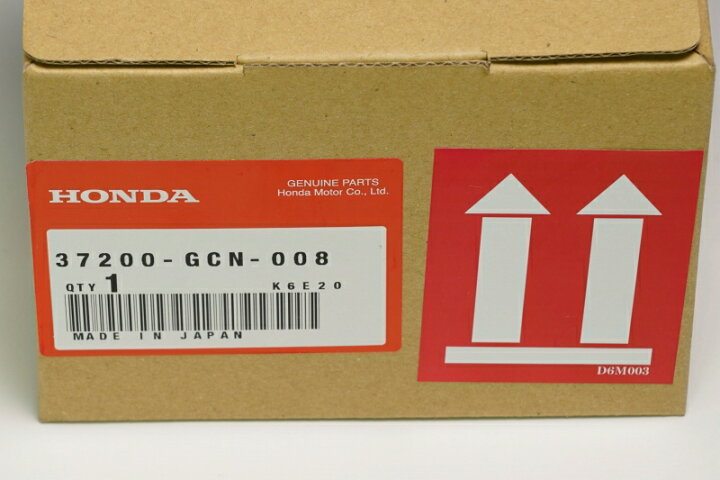 HONDA
GENUINE PARTS
Honda Motor Co., Ltd.
37200-GCN-008
QTY 1 K6E20
MADE IN JAPAN
D6M003